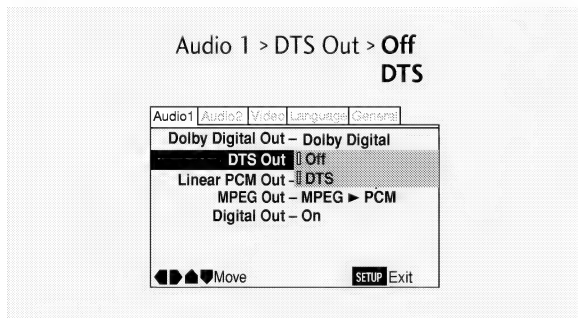 Audio 1 > DTS Out > Off
DTS
Audio1 Audio2 Video Language General
Dolby Digital Out – Dolby Digital
DTS Out Off
Linear PCM Out - DTS
MPEG Out – MPEG ► PCM
Digital Out – On
Move SETUP Exit